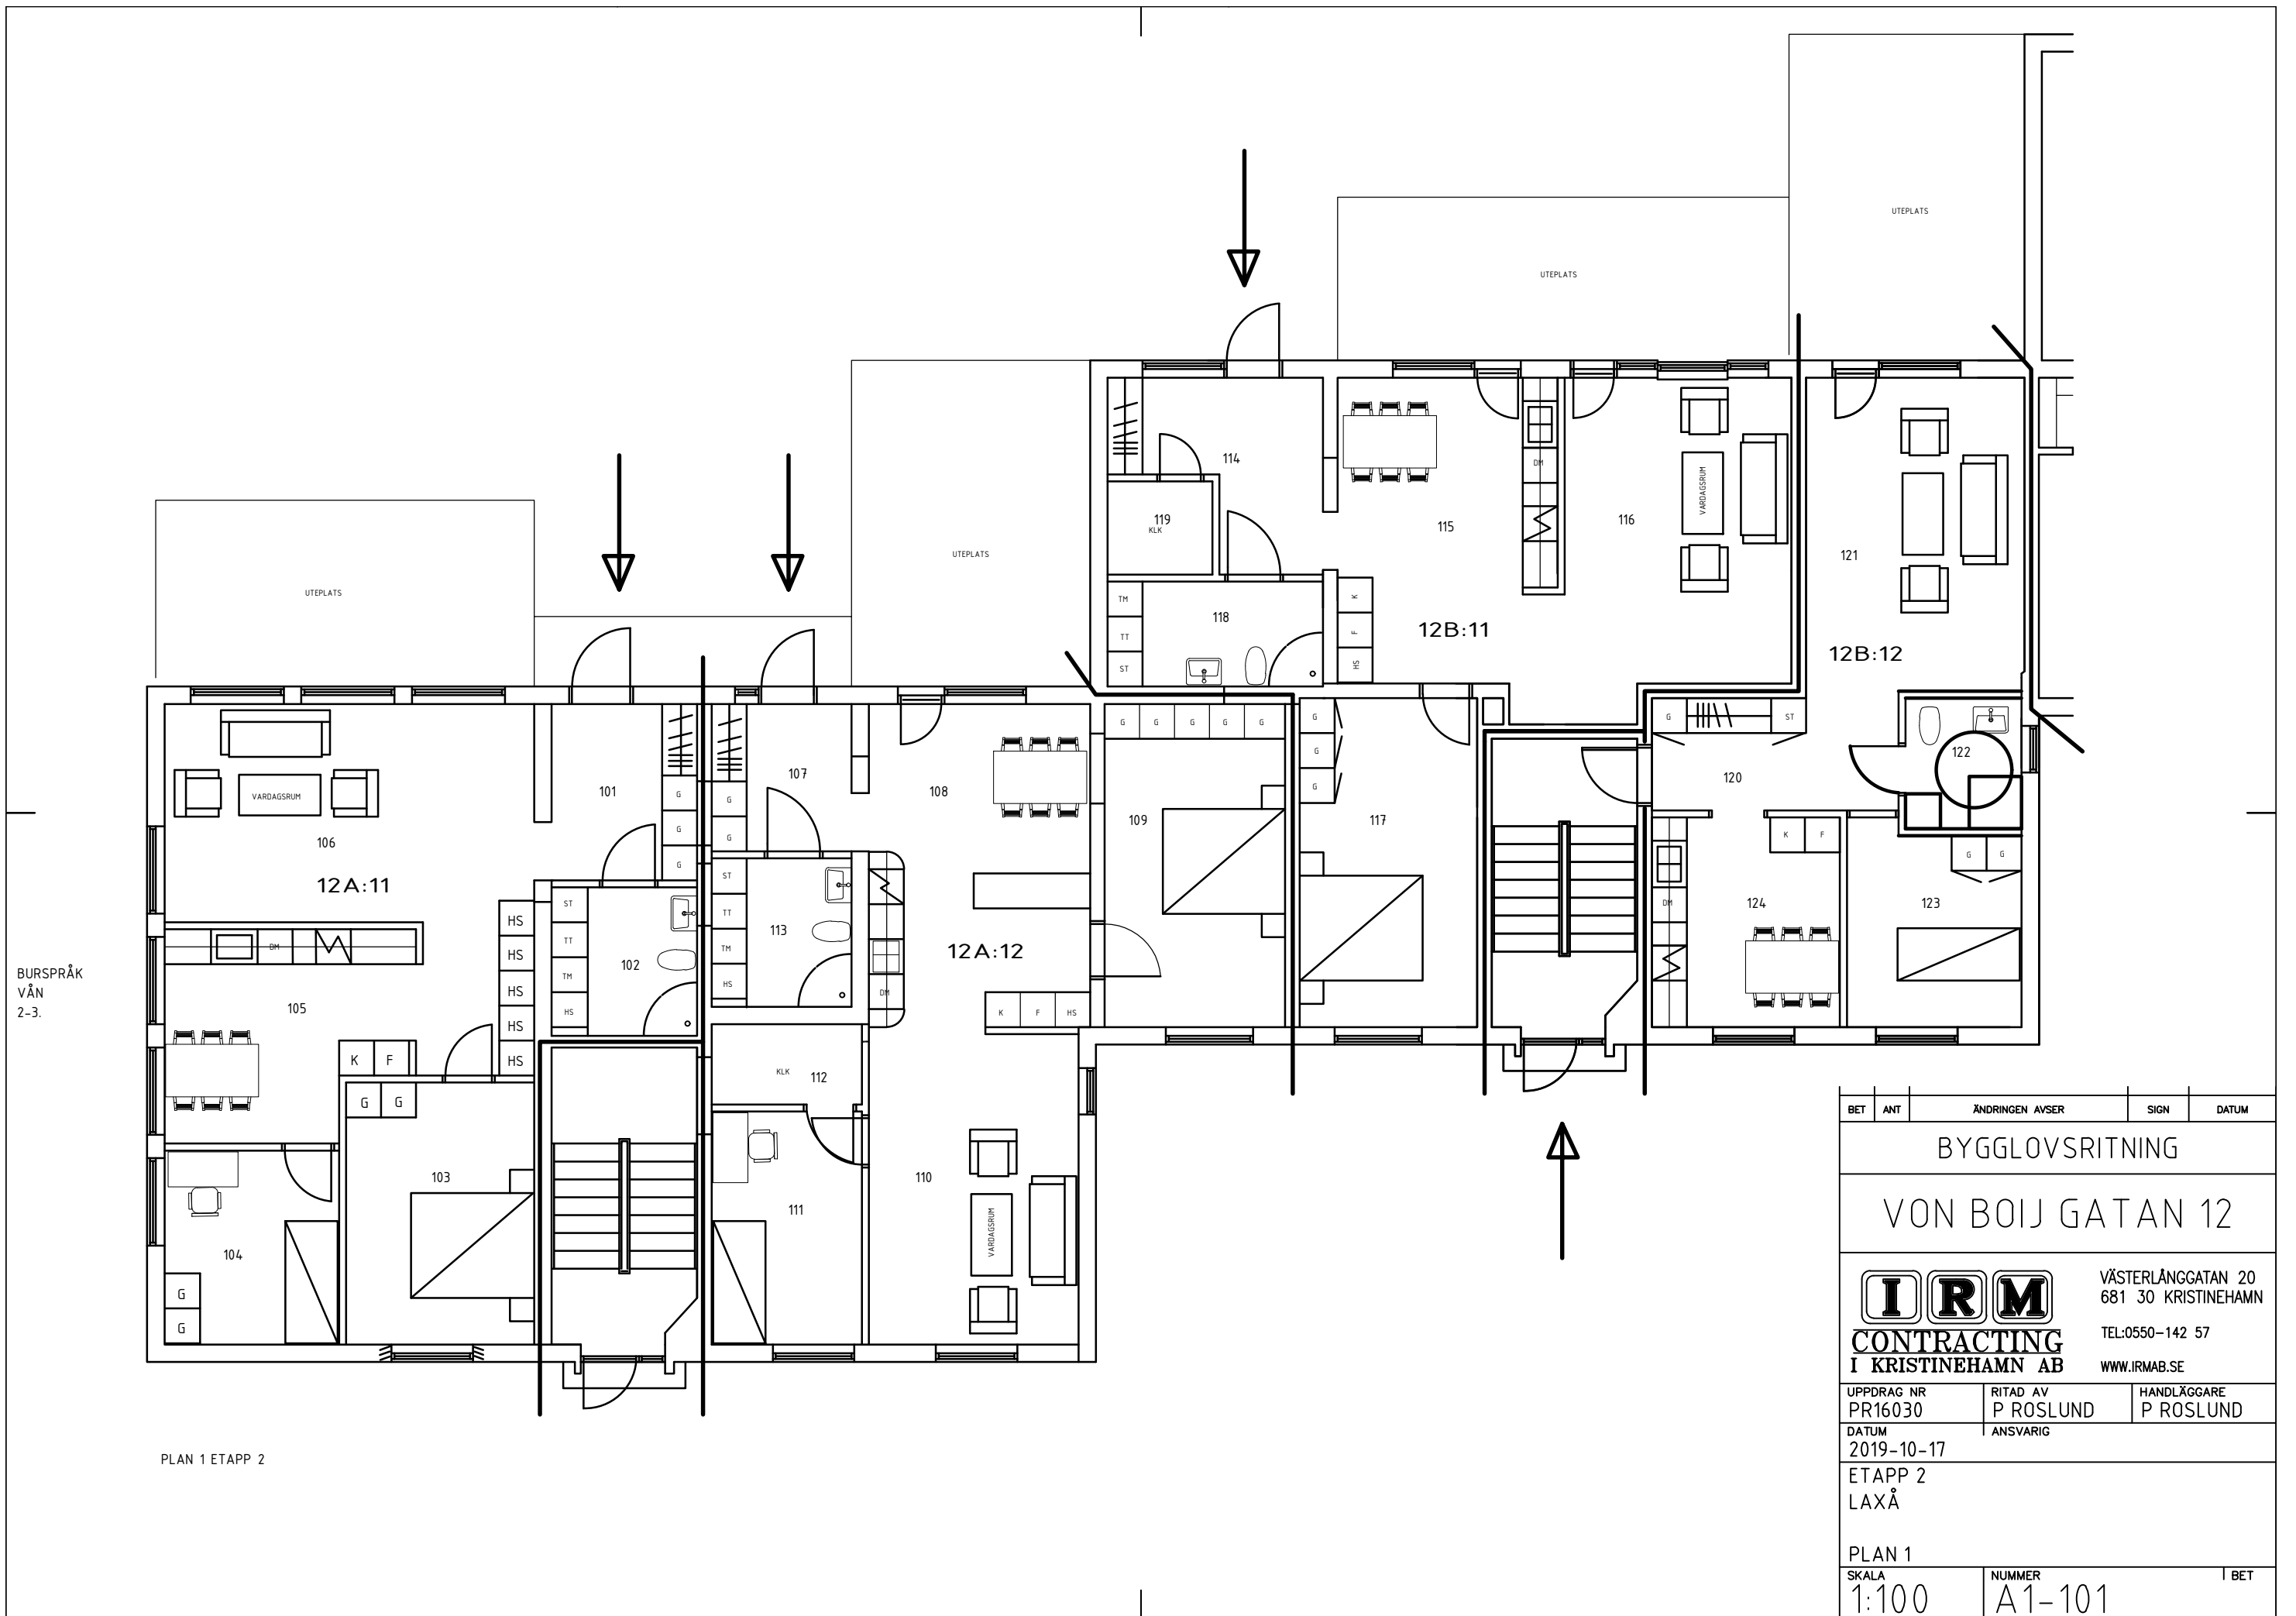 UTEPLATS
UTEPLATS
UTEPLATS
UTEPLATS
114
119
KLK
118
TM
TT
ST
115
DM
116
VARDAGSRUM
K
F
HS
12B:11
121
12B:12
G
ST
122
120
K
F
DM
124
G
G
123
G
G
G
G
G
109
G
G
G
117
101
G
G
G
VARDAGSRUM
106
12A:11
DM
HS
HS
HS
HS
HS
105
K
F
G
G
103
104
G
G
ST
TT
TM
HS
102
107
G
G
ST
TT
TM
HS
113
108
12A:12
DM
K
F
HS
KLK
112
111
110
VARDAGSRUM
BURSPRÅK
VÅN
2-3.
PLAN 1 ETAPP 2
BET ANT ÄNDRINGEN AVSER SIGN DATUM
BYGGLOVSRITNING
VON BOIJ GATAN 12
IRM
CONTRACTING
I KRISTINEHAMN AB
VÄSTERLÅNGGATAN 20
681 30 KRISTINEHAMN
TEL:0550-142 57
WWW.IRMAB.SE
UPPDRAG NR RITAD AV HANDLÄGGARE
PR16030 P ROSLUND P ROSLUND
DATUM ANSVARIG
2019-10-17
ETAPP 2
LAXÅ
PLAN 1
SKALA NUMMER BET
1:100 A1-101